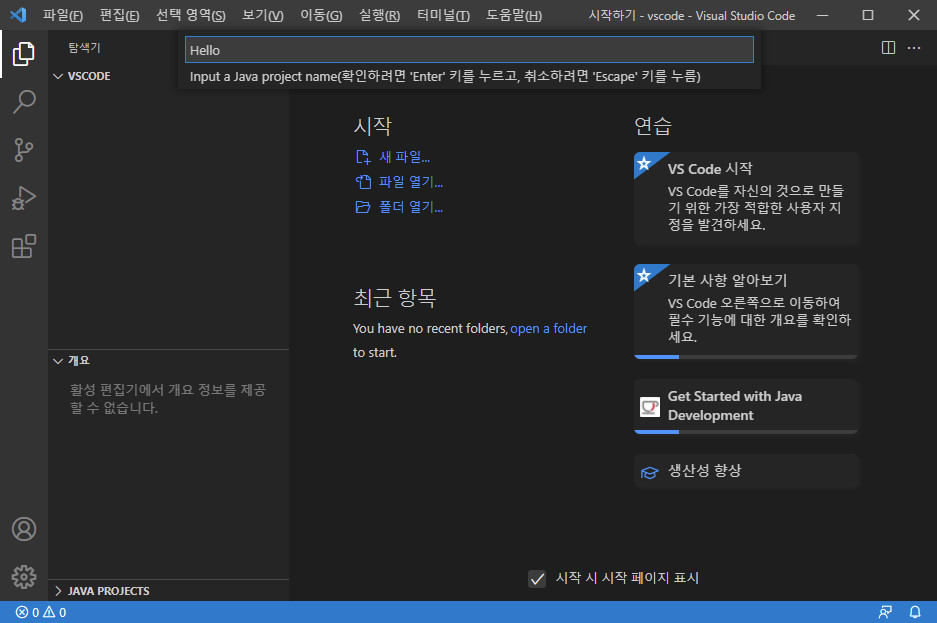 파일(F) 편집(E) 선택 영역(S) 보기(V) 이동(G) 실행(R) 터미널(T) 도움말(H) 시작하기 - vscode - Visual Studio Code
탐색기
Hello
Input a Java project name(확인하려면 'Enter' 키를 누르고, 취소하려면 'Escape' 키를 누름)
VSCODE
시작
새 파일...
파일 열기...
폴더 열기...
최근 항목
You have no recent folders, open a folder
to start.
연습
VS Code 시작
VS Code를 자신의 것으로 만들
기 위한 가장 적합한 사용자 지
정을 발견하세요.
기본 사항 알아보기
VS Code 오른쪽으로 이동하여
필수 기능에 대한 개요를 확인하
세요.
Get Started with Java
Development
생산성 향상
개요
활성 편집기에서 개요 정보를 제공
할 수 없습니다.
시작 시 시작 페이지 표시
JAVA PROJECTS
0 0